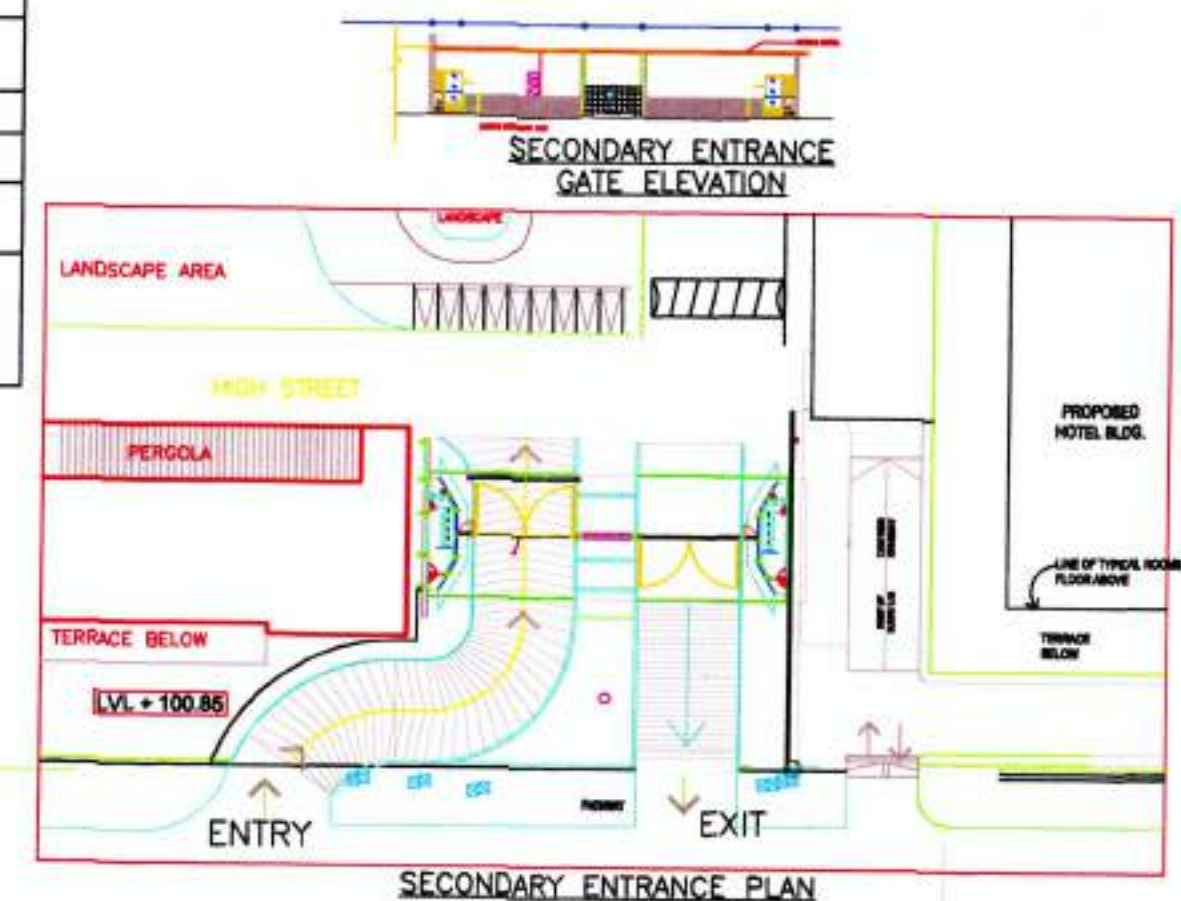 SECONDARY ENTRANCE
GATE ELEVATION
LANDSCAPE
LANDSCAPE AREA
HIGH STREET
PERGOLA
PROPOSED
HOTEL BLDG.
LINE OF TYPICAL ROOMS
FLOOR ABOVE
TERRACE BELOW
TERRACE
BELOW
LVL + 100.85
ENTRY
EXIT
SECONDARY ENTRANCE PLAN